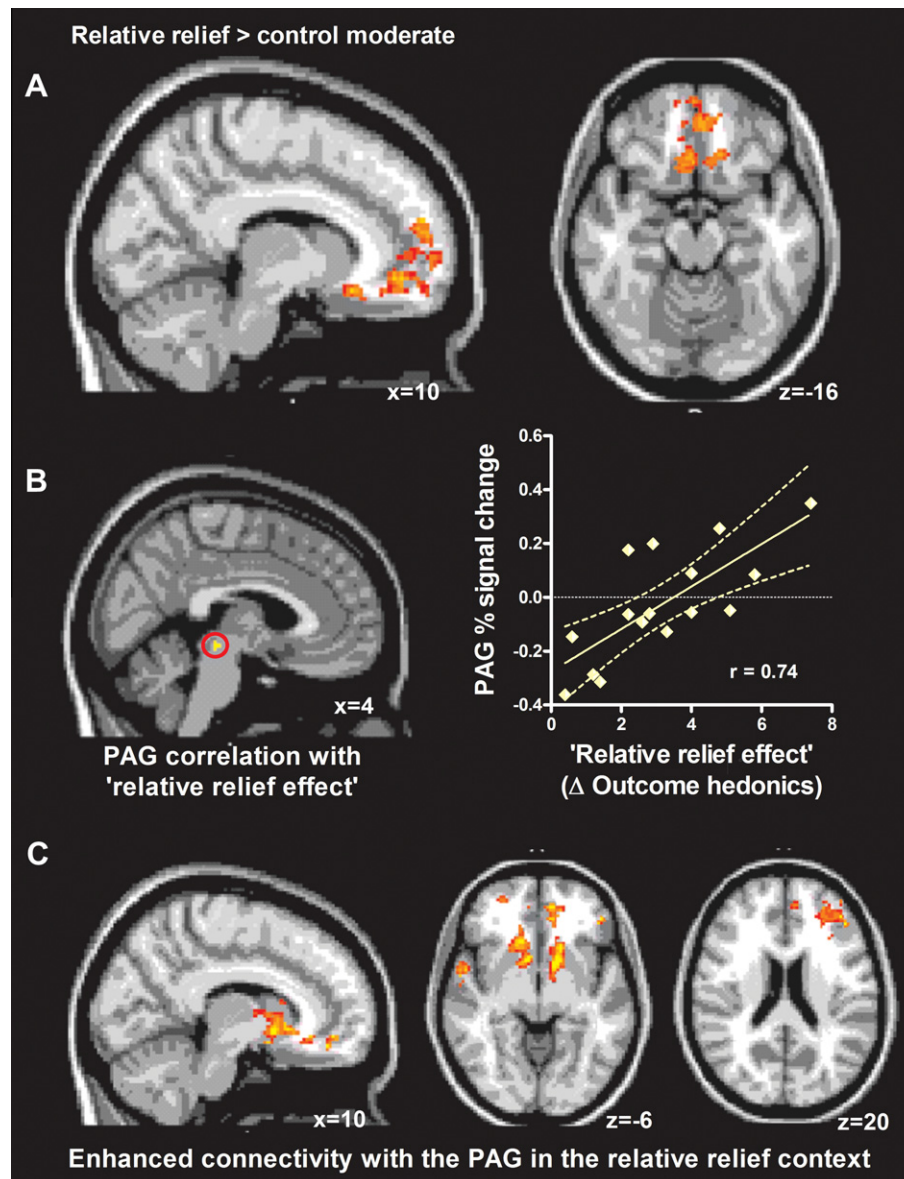 Relative relief > control moderate
A
x=10
z=-16
B
x=4
PAG correlation with
'relative relief effect'
PAG % signal change
0.6
0.4
0.2
0.0
-0.2
-0.4
0
2
4
6
8
r = 0.74
'Relative relief effect'
(Δ Outcome hedonics)
C
x=10
z=-6
z=20
Enhanced connectivity with the PAG in the relative relief context